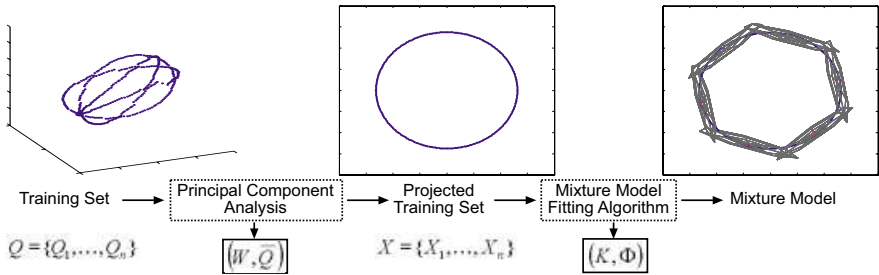 Training Set
Principal Component
Analysis
Projected
Training Set
Mixture Model
Fitting Algorithm
Mixture Model
Q = {Q₁,...,Qₙ}
(W, Q̅)
X = {X₁,...,Xₙ}
(K, Φ)